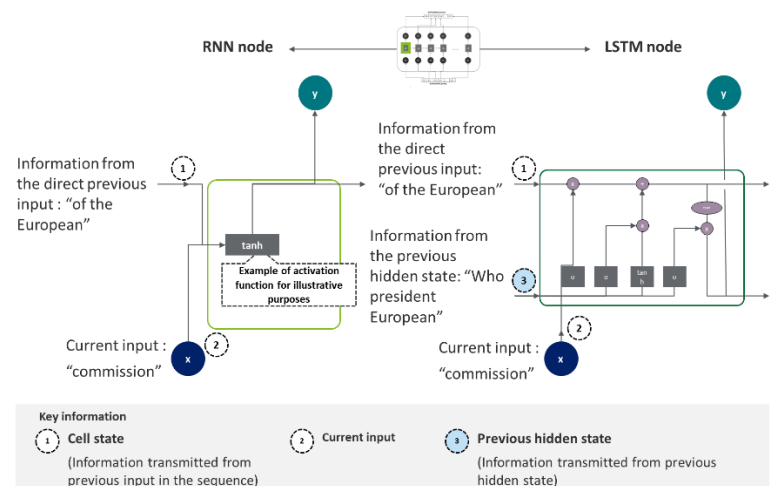 RNN node
LSTM node
y
y
Information from
the direct previous
input : "of the
European"
1
tanh
Example of activation
function for illustrative
purposes
Current input :
"commission"
2
x
Information from
the direct
previous input:
"of the European"
1
Information from
the previous
hidden state: "Who
president
European"
3
tan
h
Current input :
"commission"
2
x
Key information
1
Cell state
(Information transmitted from
previous input in the sequence)
2
Current input
3
Previous hidden state
(Information transmitted from previous
hidden state)